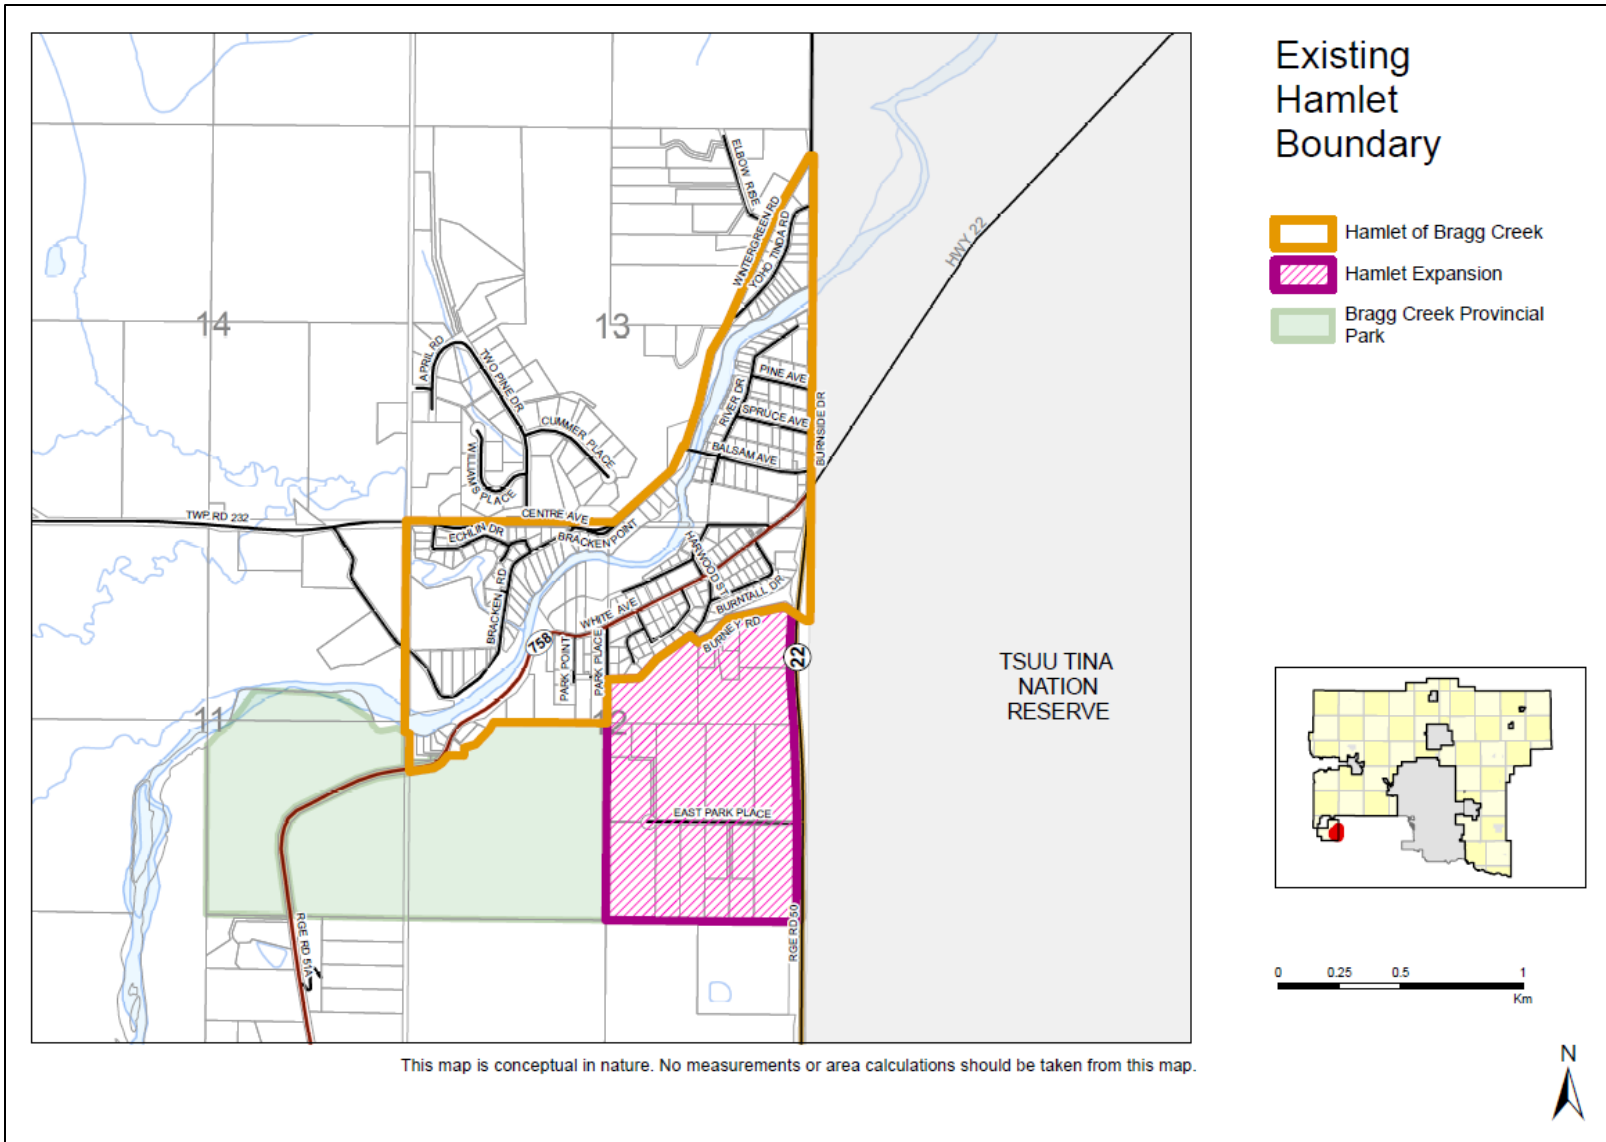 Existing
Hamlet
Boundary
Hamlet of Bragg Creek
Hamlet Expansion
Bragg Creek Provincial
Park
ELBOW RISE
WINTERGREEN RD
YOHO TINDA RD
HWY 22
14
13
APRIL RD
TWO PINE DR
CUMMER PLACE
WILLIAMS PLACE
PINE AVE
RIVER DR
SPRUCE AVE
BALSAM AVE
BURNSIDE DR
TWP RD 232
CENTRE AVE
ECHLIN DR
BRACKEN POINT
BRACKEN RD
HARWOOD ST
BURNTALL DR
WHITE AVE
BURNEY RD
758
PARK POINT
PARK PLACE
22
TSUU TINA
NATION
RESERVE
11
12
EAST PARK PLACE
RGE RD 51A
RGE RD 50
0 0.25 0.5 1
Km
N
This map is conceptual in nature. No measurements or area calculations should be taken from this map.